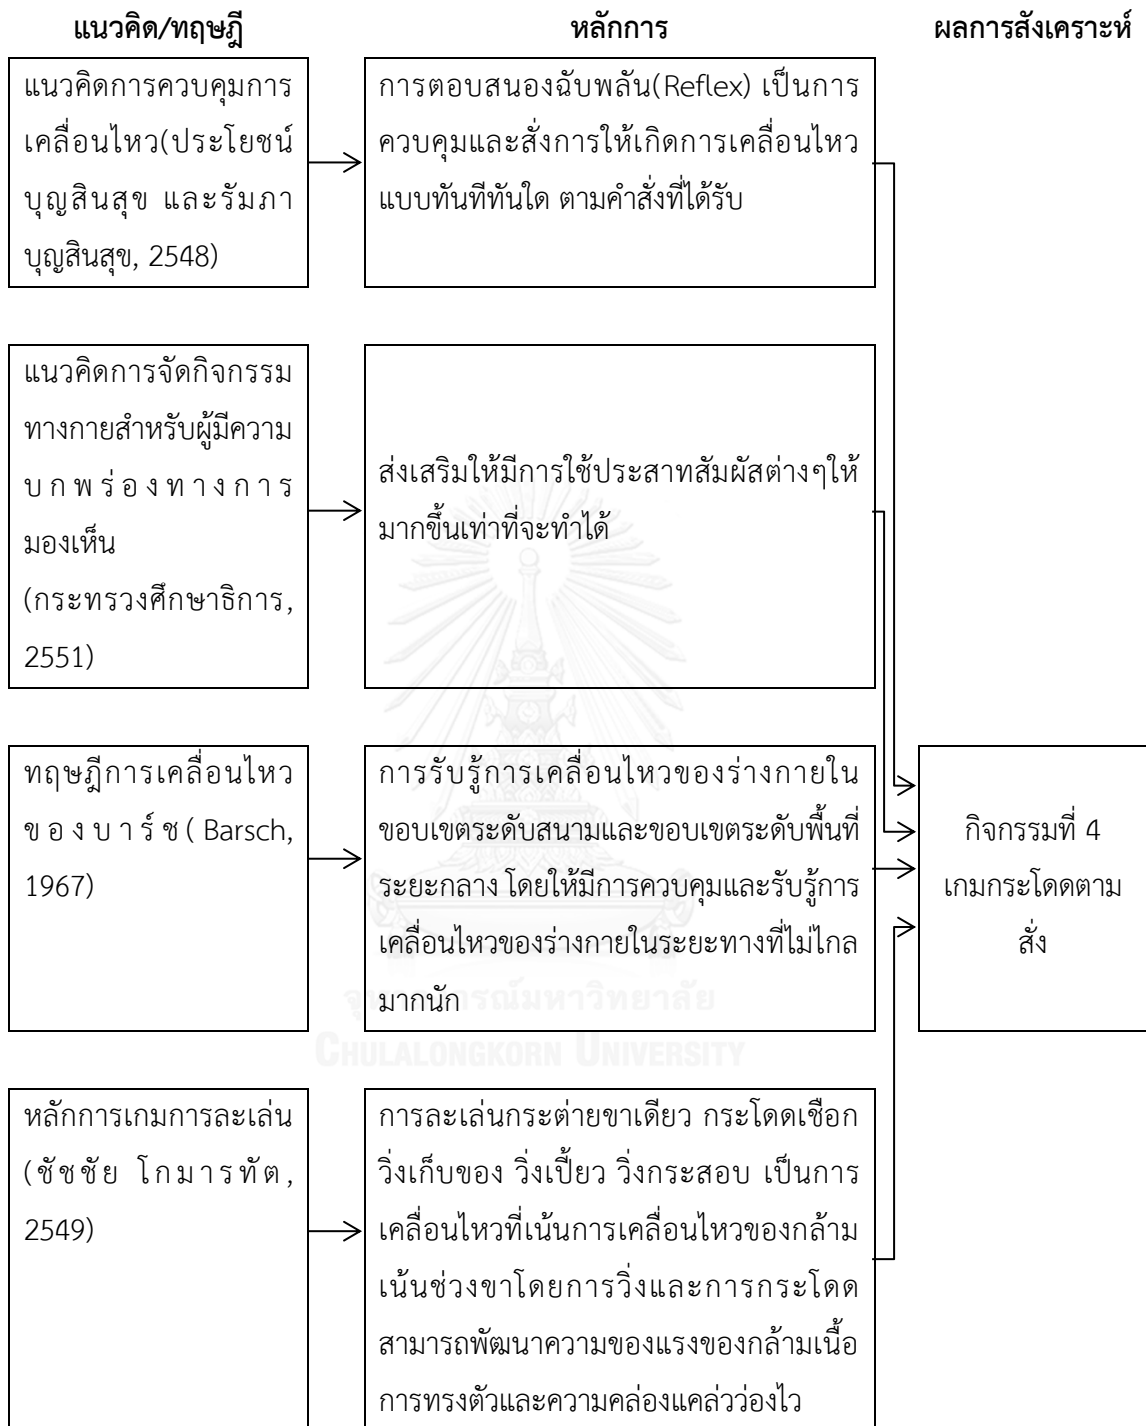 แนวคิด/ทฤษฎี
หลักการ
ผลการสังเคราะห์
แนวคิดการควบคุมการ
เคลื่อนไหว(ประโยชน์
บุญสินสุข และรัมภา
บุญสินสุข, 2548)
การตอบสนองฉับพลัน(Reflex) เป็นการ
ควบคุมและสั่งการให้เกิดการเคลื่อนไหว
แบบทันทีทันใด ตามคำสั่งที่ได้รับ
แนวคิดการจัดกิจกรรม
ทางกายสำหรับผู้มีความ
บกพร่องทางการ
มองเห็น
(กระทรวงศึกษาธิการ,
2551)
ส่งเสริมให้มีการใช้ประสาทสัมผัสต่างๆให้
มากขึ้นเท่าที่จะทำได้
ทฤษฎีการเคลื่อนไหว
ของบาร์ช( Barsch,
1967)
การรับรู้การเคลื่อนไหวของร่างกายใน
ขอบเขตระดับสนามและขอบเขตระดับพื้นที่
ระยะกลาง โดยให้มีการควบคุมและรับรู้การ
เคลื่อนไหวของร่างกายในระยะทางที่ไม่ไกล
มากนัก
กิจกรรมที่ 4
เกมกระโดดตาม
สั่ง
CHULALONGKORN UNIVERSITY
หลักการเกมการละเล่น
(ชัชชัย โกมารทัต,
2549)
การละเล่นกระต่ายขาเดียว กระโดดเชือก
วิ่งเก็บของ วิ่งเปี้ยว วิ่งกระสอบ เป็นการ
เคลื่อนไหวที่เน้นการเคลื่อนไหวของกล้าม
เน้นช่วงขาโดยการวิ่งและการกระโดด
สามารถพัฒนาความของแรงของกล้ามเนื้อ
การทรงตัวและความคล่องแคล่วว่องไว